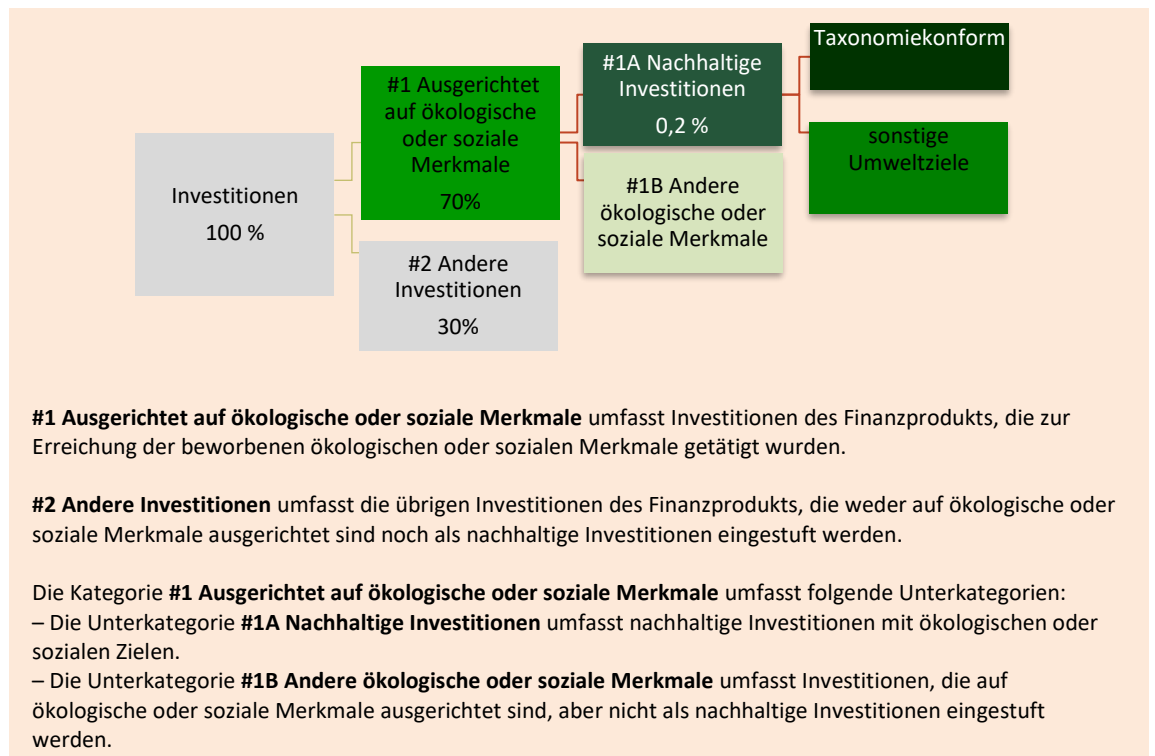 Investitionen
100 %
#1 Ausgerichtet
auf ökologische
oder soziale
Merkmale
70%
#2 Andere
Investitionen
30%
#1A Nachhaltige
Investitionen
0,2 %
#1B Andere
ökologische oder
soziale Merkmale
Taxonomiekonform
sonstige
Umweltziele
#1 Ausgerichtet auf ökologische oder soziale Merkmale umfasst Investitionen des Finanzprodukts, die zur
Erreichung der beworbenen ökologischen oder sozialen Merkmale getätigt wurden.
#2 Andere Investitionen umfasst die übrigen Investitionen des Finanzprodukts, die weder auf ökologische oder
soziale Merkmale ausgerichtet sind noch als nachhaltige Investitionen eingestuft werden.
Die Kategorie #1 Ausgerichtet auf ökologische oder soziale Merkmale umfasst folgende Unterkategorien:
– Die Unterkategorie #1A Nachhaltige Investitionen umfasst nachhaltige Investitionen mit ökologischen oder
sozialen Zielen.
– Die Unterkategorie #1B Andere ökologische oder soziale Merkmale umfasst Investitionen, die auf
ökologische oder soziale Merkmale ausgerichtet sind, aber nicht als nachhaltige Investitionen eingestuft
werden.